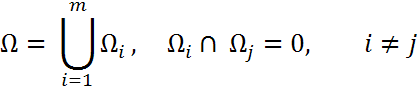 Ω = ⋃_{i=1}^{m} Ω_i , Ω_i ∩ Ω_j = 0, i ≠ j